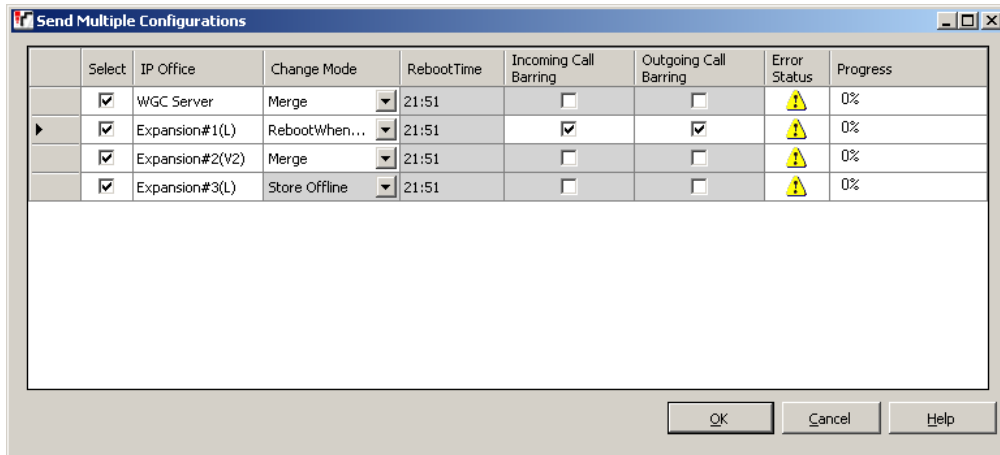 Send Multiple Configurations
Select IP Office Change Mode RebootTime Incoming Call Barring Outgoing Call Barring Error Status Progress
WGC Server Merge 21:51 0%
Expansion#1(L) RebootWhen... 21:51 0%
Expansion#2(V2) Merge 21:51 0%
Expansion#3(L) Store Offline 21:51 0%
OK Cancel Help